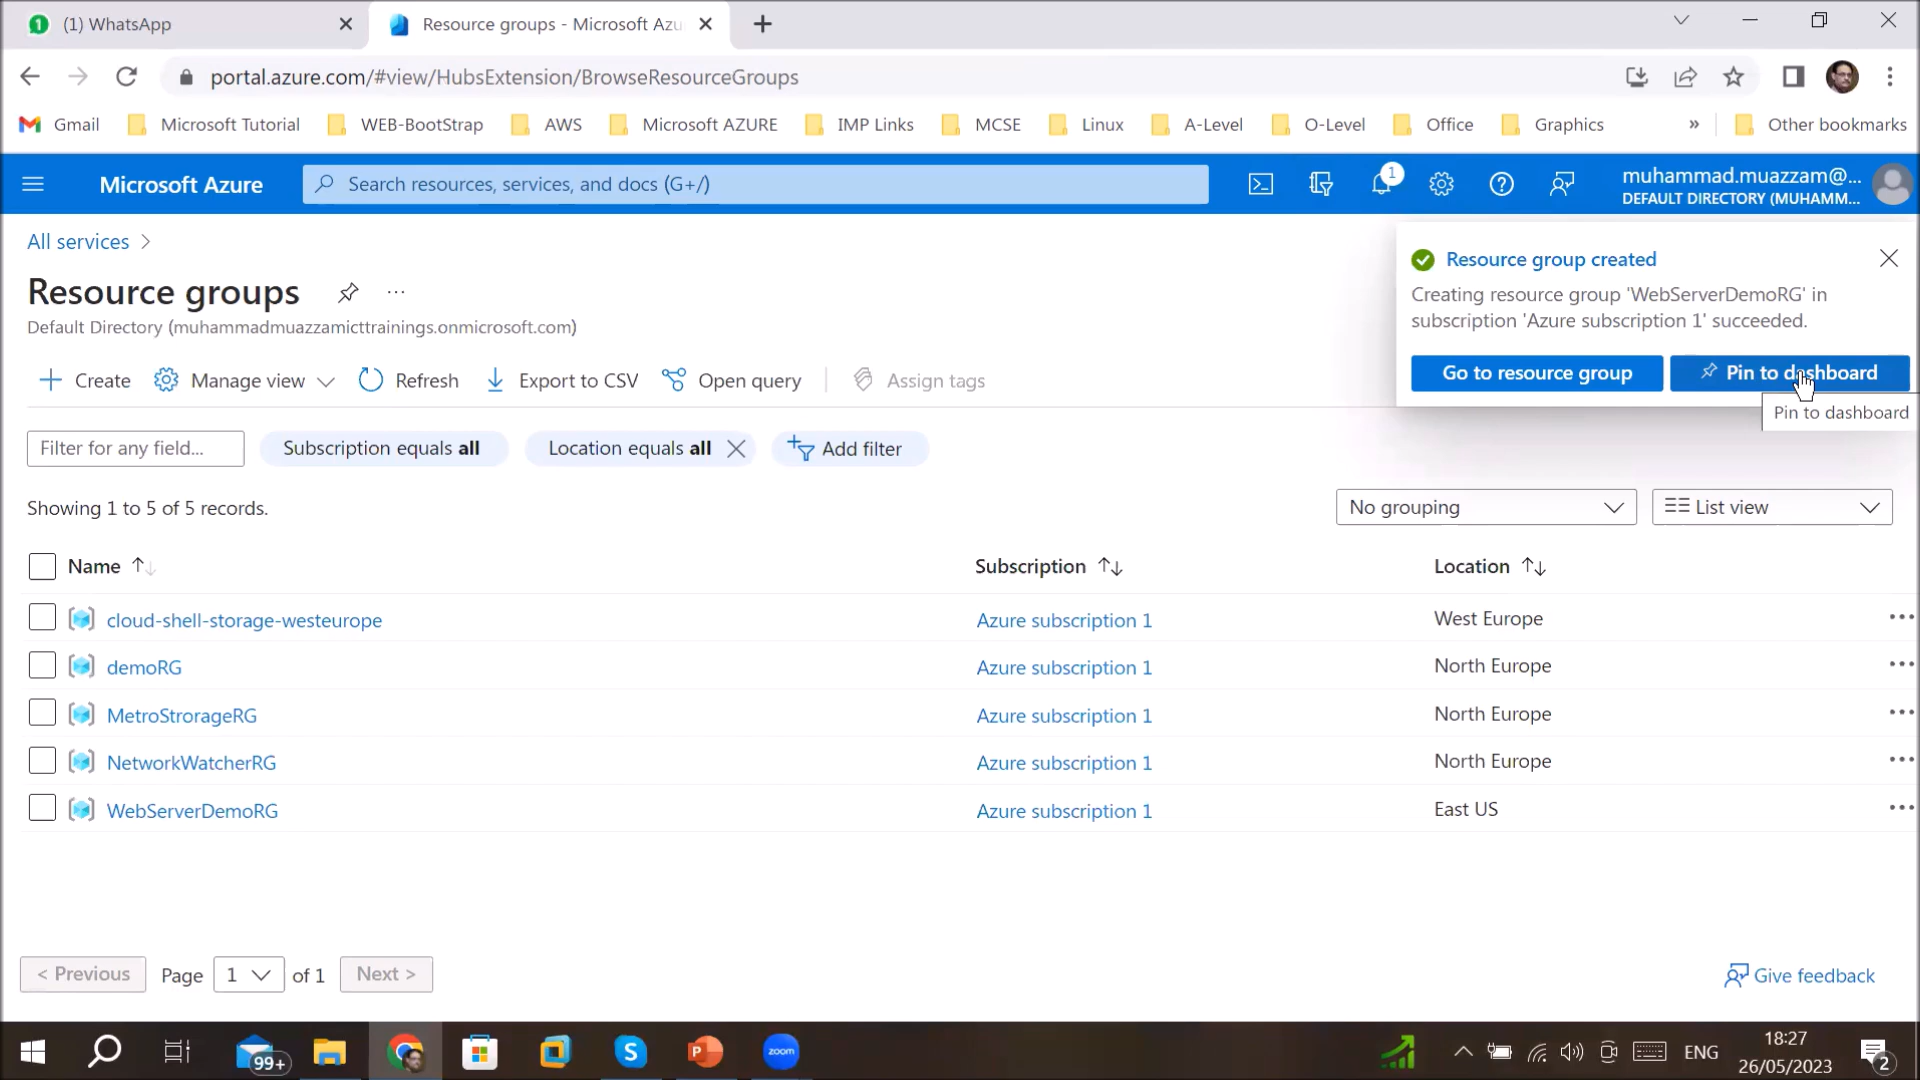 1
(1) WhatsApp
Resource groups - Microsoft Azu
portal.azure.com/#view/HubsExtension/BrowseResourceGroups
Gmail
Microsoft Tutorial
WEB-BootStrap
AWS
Microsoft AZURE
IMP Links
MCSE
Linux
A-Level
O-Level
Office
Graphics
»
Other bookmarks
Microsoft Azure
Search resources, services, and docs (G+/)
1
muhammad.muazzam@...
DEFAULT DIRECTORY (MUHAMM...
All services >
Resource groups
...
Default Directory (muhammadmuazzamicttrainings.onmicrosoft.com)
Resource group created
Creating resource group 'WebServerDemoRG' in
subscription 'Azure subscription 1' succeeded.
Go to resource group
Pin to dashboard
Pin to dashboard
Create
Manage view
Refresh
Export to CSV
Open query
Assign tags
Filter for any field...
Subscription equals all
Location equals all
Add filter
Showing 1 to 5 of 5 records.
No grouping
List view
Name
Subscription
Location
cloud-shell-storage-westeurope
Azure subscription 1
West Europe
demoRG
Azure subscription 1
North Europe
MetroStrorageRG
Azure subscription 1
North Europe
NetworkWatcherRG
Azure subscription 1
North Europe
WebServerDemoRG
Azure subscription 1
East US
< Previous
Page
1
of 1
Next >
Give feedback
99+
S
P
zoom
ENG
18:27
26/05/2023
2